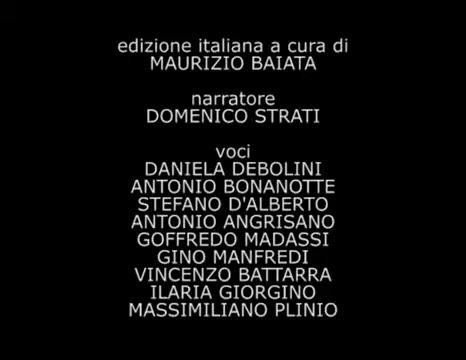 edizione italiana a cura di
MAURIZIO BAIATA
narratore
DOMENICO STRATI
voci
DANIELA DEBOLINI
ANTONIO BONANOTTE
STEFANO D'ALBERTO
ANTONIO ANGRISANO
GOFFREDO MADASSI
GINO MANFREDI
VINCENZO BATTARRA
ILARIA GIORGINO
MASSIMILIANO PLINIO